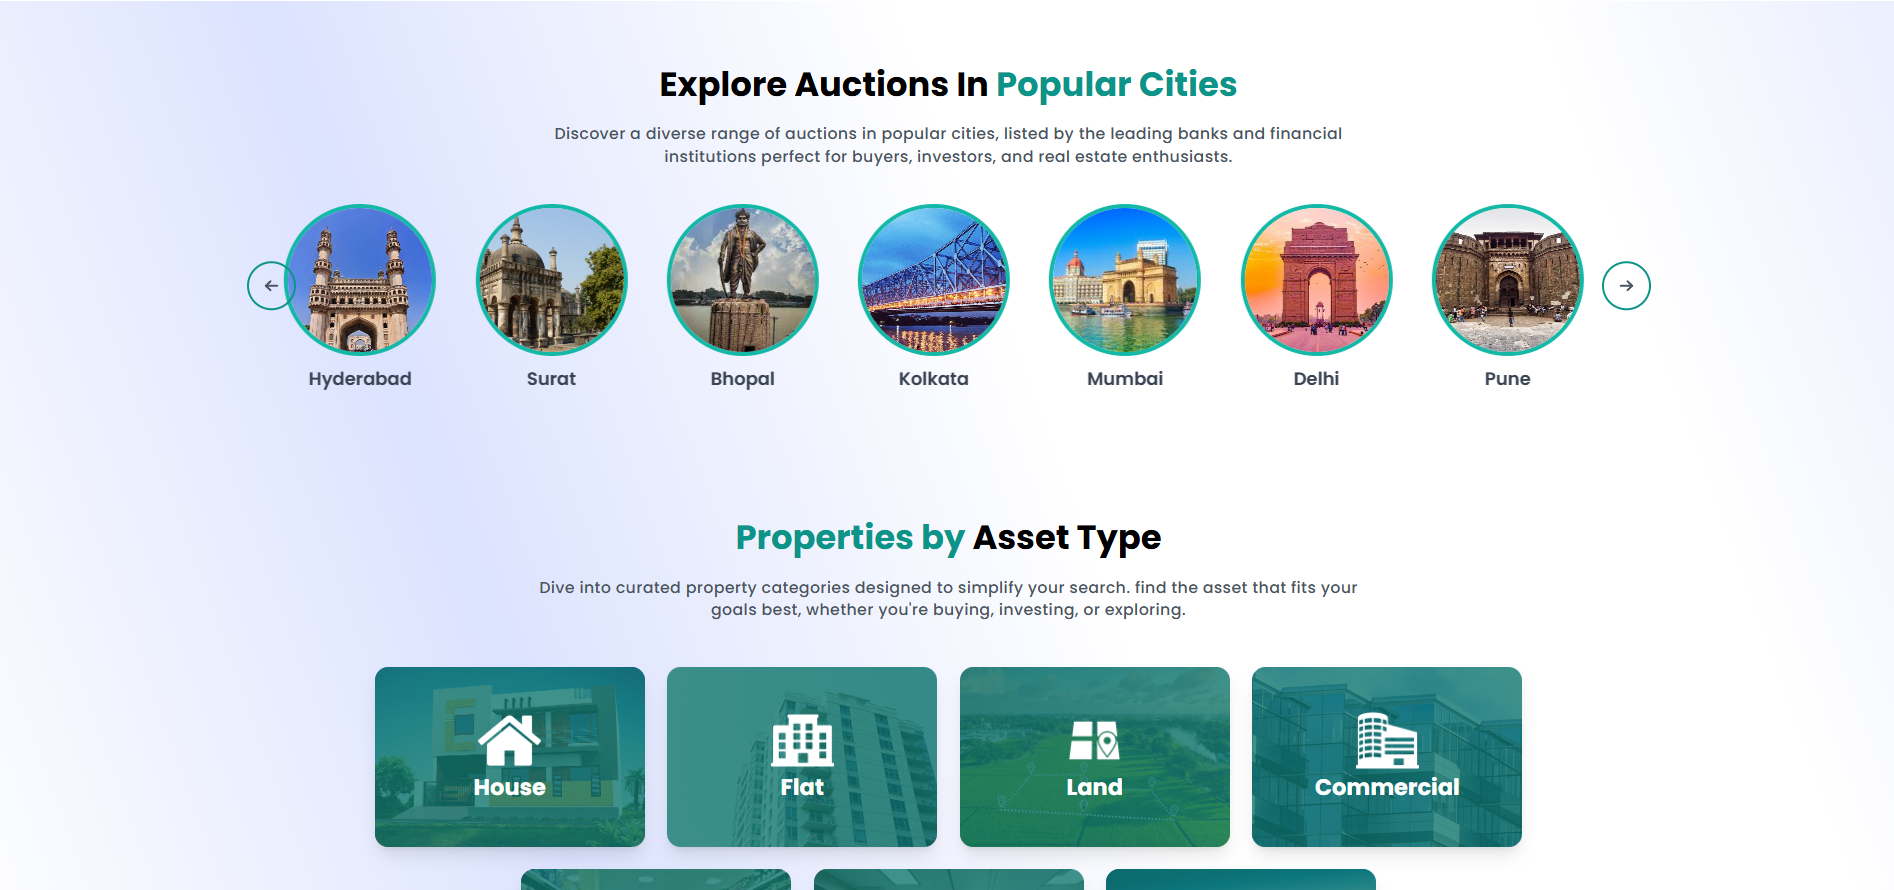 Explore Auctions In Popular Cities
Discover a diverse range of auctions in popular cities, listed by the leading banks and financial
institutions perfect for buyers, investors, and real estate enthusiasts.
Hyderabad
Surat
Bhopal
Kolkata
Mumbai
Delhi
Pune
Properties by Asset Type
Dive into curated property categories designed to simplify your search. find the asset that fits your
goals best, whether you're buying, investing, or exploring.
House
Flat
Land
Commercial